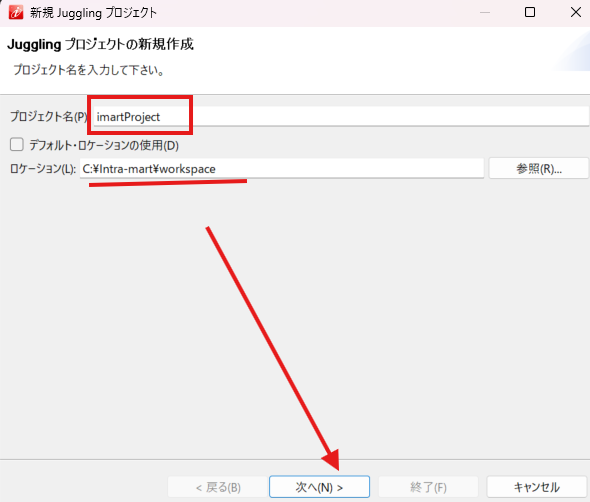 新規 Juggling プロジェクト
Juggling プロジェクトの新規作成
プロジェクト名を入力して下さい。
プロジェクト名(P) imartProject
デフォルト・ロケーションの使用(D)
ロケーション(L): C:¥Intra-mart¥workspace 参照(R)...
< 戻る(B) 次へ(N) > 終了(F) キャンセル